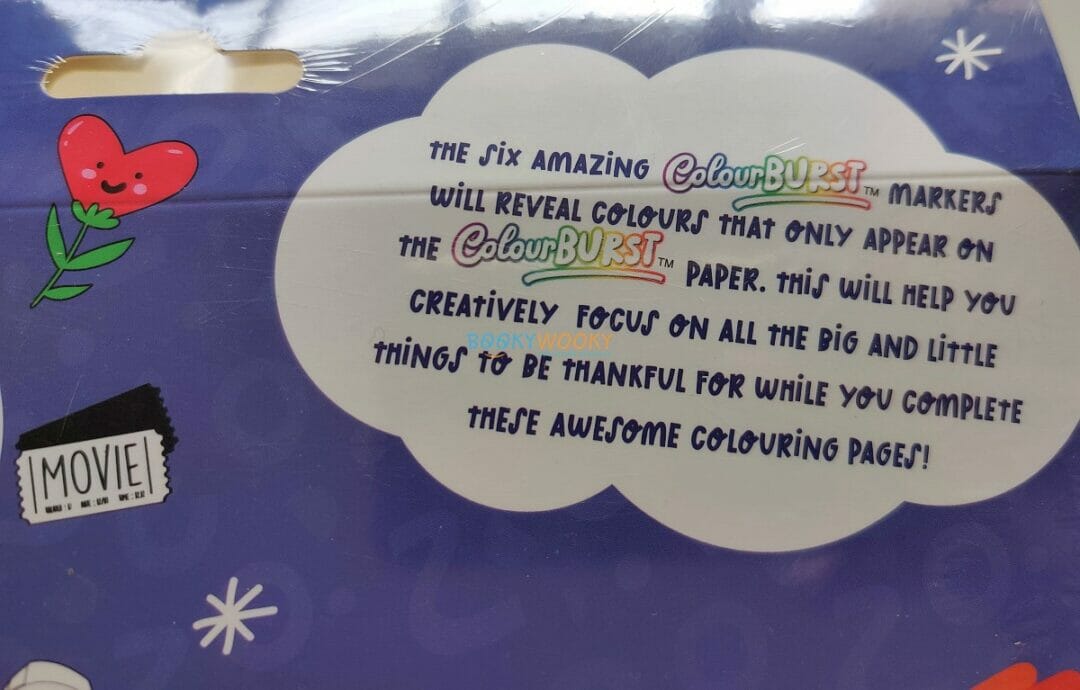 THE SIX AMAZING ColourBURST™ MARKERS
WILL REVEAL COLOURS THAT ONLY APPEAR ON
THE ColourBURST™ PAPER. THIS WILL HELP YOU
CREATIVELY FOCUS ON ALL THE BIG AND LITTLE
BOOKYWOOKY
THINGS TO BE THANKFUL FOR WHILE YOU COMPLETE
THESE AWESOME COLOURING PAGES!
MOVIE